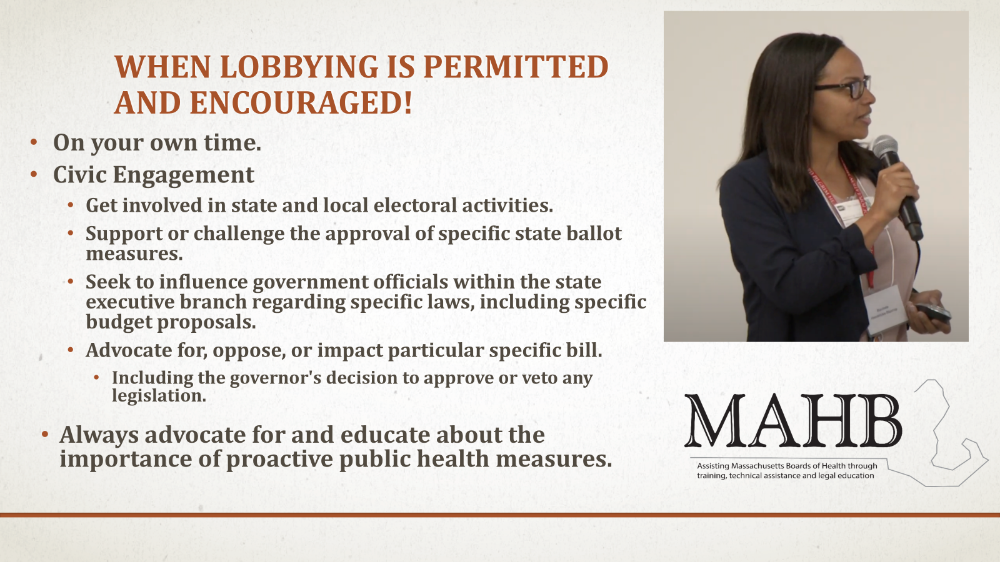 WHEN LOBBYING IS PERMITTED
AND ENCOURAGED!
• On your own time.
• Civic Engagement
• Get involved in state and local electoral activities.
• Support or challenge the approval of specific state ballot
measures.
• Seek to influence government officials within the state
executive branch regarding specific laws, including specific
budget proposals.
• Advocate for, oppose, or impact particular specific bill.
• Including the governor's decision to approve or veto any
legislation.
• Always advocate for and educate about the
importance of proactive public health measures.
MAHB
Assisting Massachusetts Boards of Health through
training, technical assistance and legal education